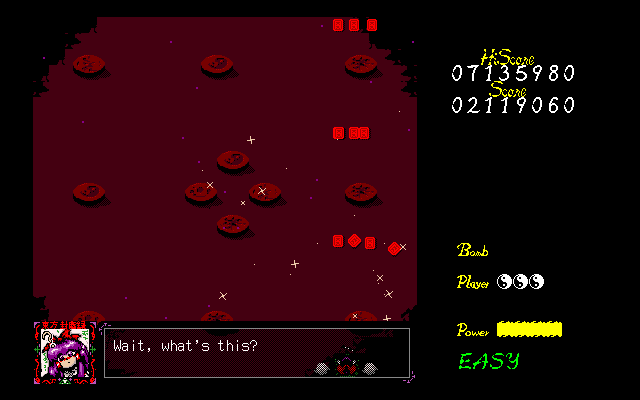 HiScore
07135980
Score
02119060
Bomb
Player
Power
EASY
Wait, what's this?